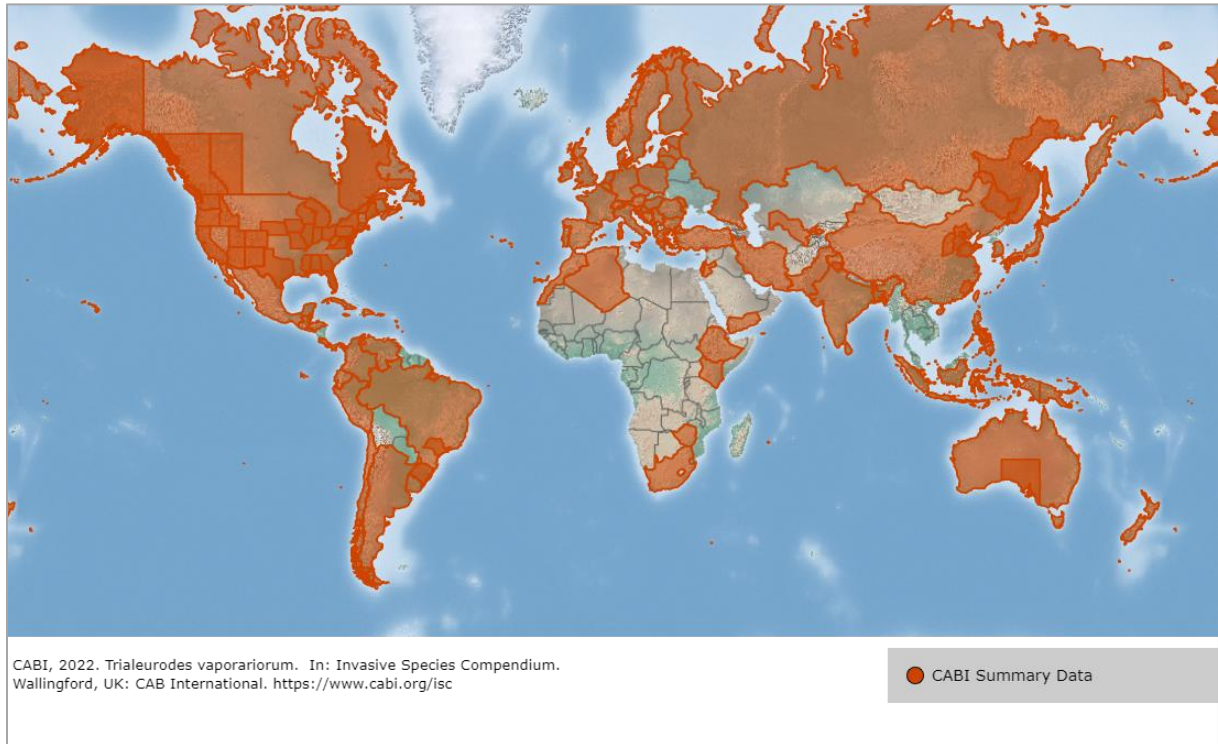 CABI, 2022. Trialeurodes vaporariorum.  In: Invasive Species Compendium.
Wallingford, UK: CAB International. https://www.cabi.org/isc
CABI Summary Data